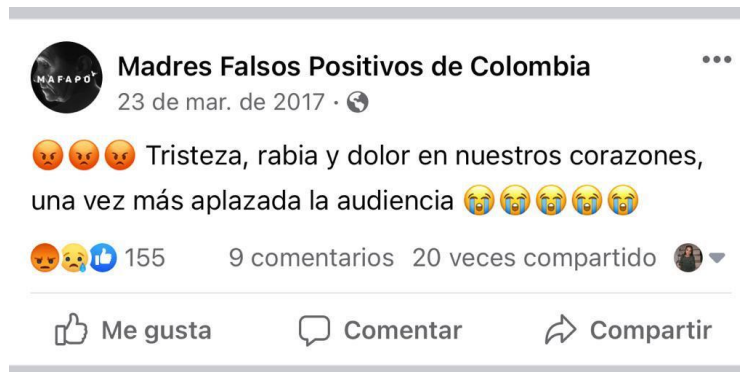 MAFAPO
Madres Falsos Positivos de Colombia
23 de mar. de 2017 ·
😡😡😡 Tristeza, rabia y dolor en nuestros corazones,
una vez más aplazada la audiencia 😭😭😭😭😭
155 9 comentarios 20 veces compartido
Me gusta Comentar Compartir